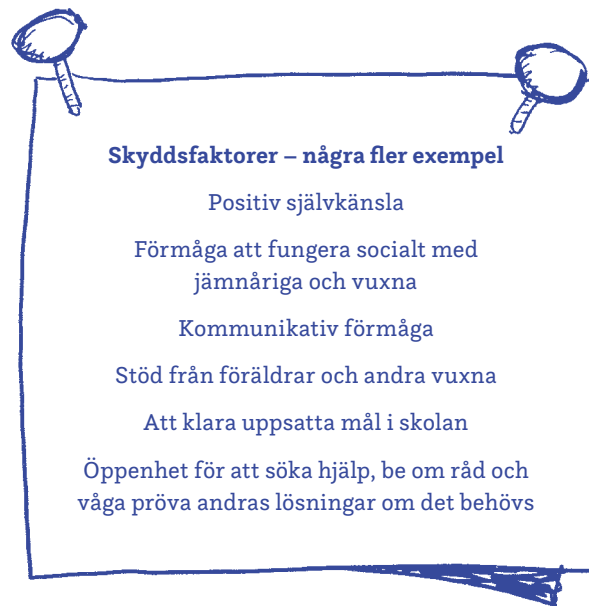 Skyddsfaktorer – några fler exempel
Positiv självkänsla
Förmåga att fungera socialt med
jämnåriga och vuxna
Kommunikativ förmåga
Stöd från föräldrar och andra vuxna
Att klara uppsatta mål i skolan
Öppenhet för att söka hjälp, be om råd och
våga pröva andras lösningar om det behövs